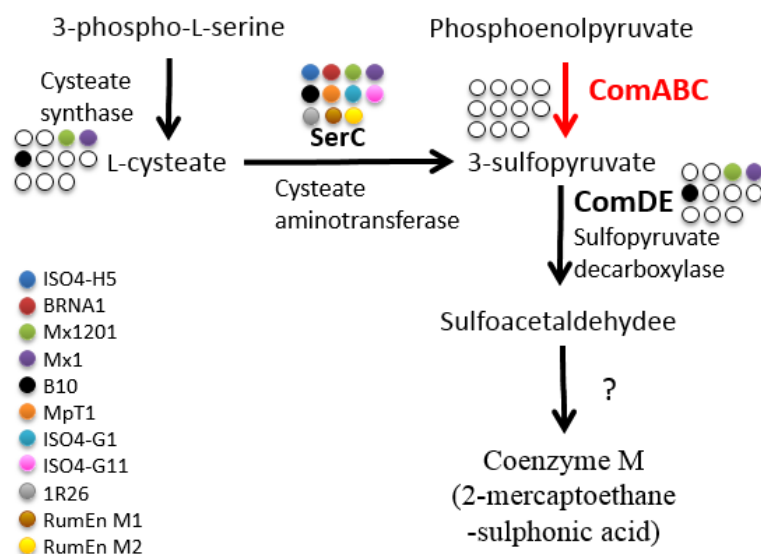 3-phospho-L-serine
Phosphoenolpyruvate
Cysteate
synthase
ComABC
SerC
L-cysteate
3-sulfopyruvate
Cysteate
aminotransferase
ComDE
Sulfopyruvate
decarboxylase
ISO4-H5
BRNA1
Mx1201
Mx1
B10
MpT1
ISO4-G1
ISO4-G11
1R26
RumEn M1
RumEn M2
Sulfoacetaldehydee
?
Coenzyme M
(2-mercaptoethane
-sulphonic acid)